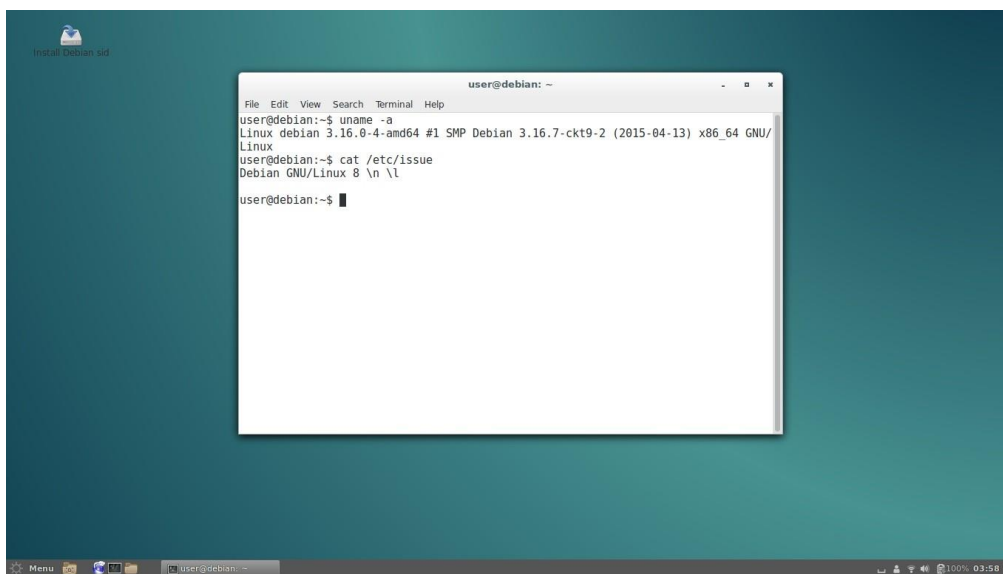 Install Debian sid
user@debian: ~
File Edit View Search Terminal Help
user@debian:~$ uname -a
Linux debian 3.16.0-4-amd64 #1 SMP Debian 3.16.7-ckt9-2 (2015-04-13) x86_64 GNU/
Linux
user@debian:~$ cat /etc/issue
Debian GNU/Linux 8 \n \l
user@debian:~$
Menu user@debian: ~ 100% 03:58